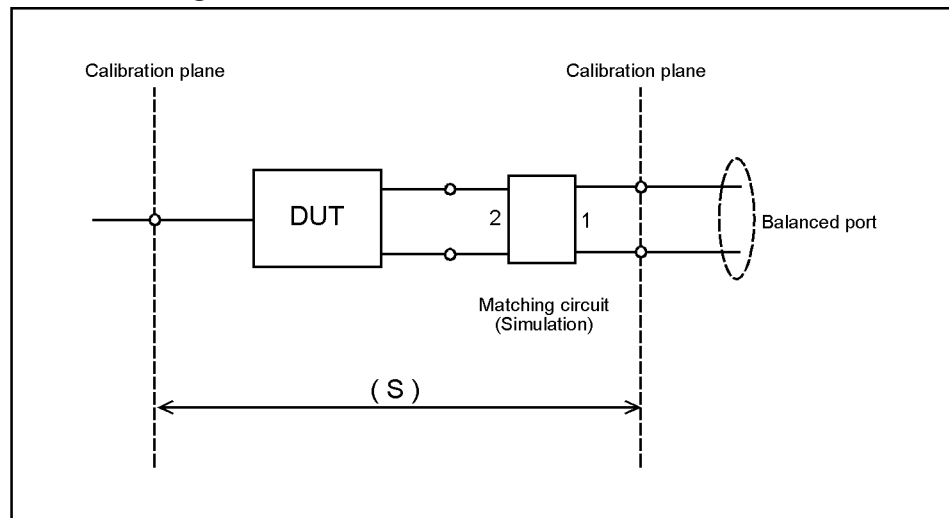 Calibration plane
Calibration plane
DUT
2
1
Balanced port
Matching circuit
(Simulation)
( S )